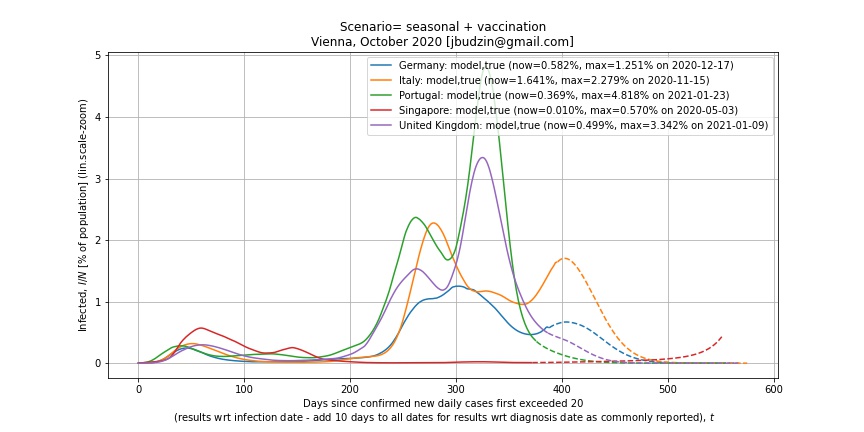 Scenario= seasonal + vaccination
Vienna, October 2020 [jbudzin@gmail.com]
Germany: model,true (now=0.582%, max=1.251% on 2020-12-17)
Italy: model,true (now=1.641%, max=2.279% on 2020-11-15)
Portugal: model,true (now=0.369%, max=4.818% on 2021-01-23)
Singapore: model,true (now=0.010%, max=0.570% on 2020-05-03)
United Kingdom: model,true (now=0.499%, max=3.342% on 2021-01-09)
Infected, I/N [% of population] (lin.scale-zoom)
5
4
3
2
1
0
0 100 200 300 400 500 600
Days since confirmed new daily cases first exceeded 20
(results wrt infection date - add 10 days to all dates for results wrt diagnosis date as commonly reported), t